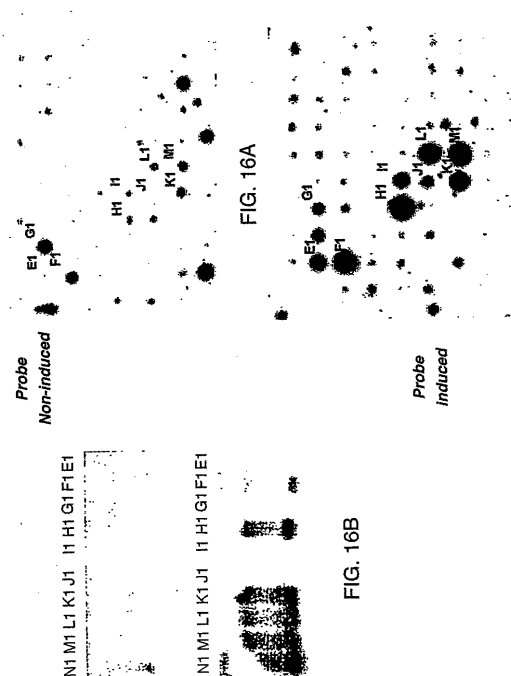 Probe
Non-induced
E1
G1
F1
H1
I1
J1
L1
K1
M1
FIG. 16A
Probe
Induced
E1
G1
F1
H1
I1
J1
L1
K1
M1
N1 M1 L1 K1 J1 I1 H1 G1 F1 E1
N1 M1 L1 K1 J1 I1 H1 G1 F1 E1
FIG. 16B